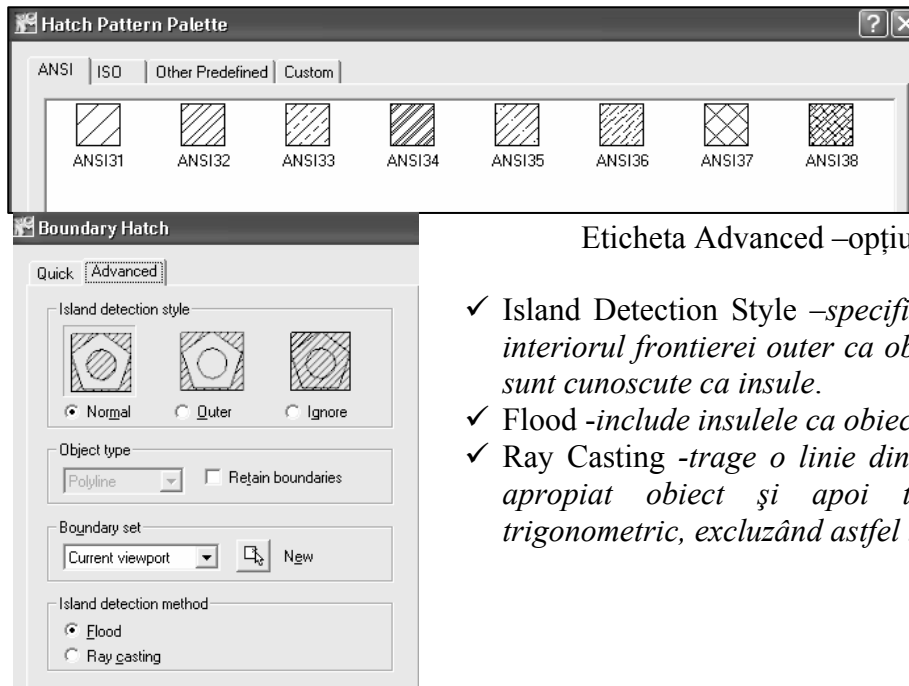 Hatch Pattern Palette
ANSI ISO Other Predefined Custom
ANSI31 ANSI32 ANSI33 ANSI34 ANSI35 ANSI36 ANSI37 ANSI38
Boundary Hatch
Quick Advanced
Island detection style
Normal Outer Ignore
Object type
Polyline Retain boundaries
Boundary set
Current viewport New
Island detection method
Flood
Ray casting
Eticheta Advanced –opțiu
✓ Island Detection Style –specifi
interiorul frontierei outer ca ob
sunt cunoscute ca insule.
✓ Flood -include insulele ca obiec
✓ Ray Casting -trage o linie din
apropiat obiect şi apoi t
trigonometric, excluzând astfel